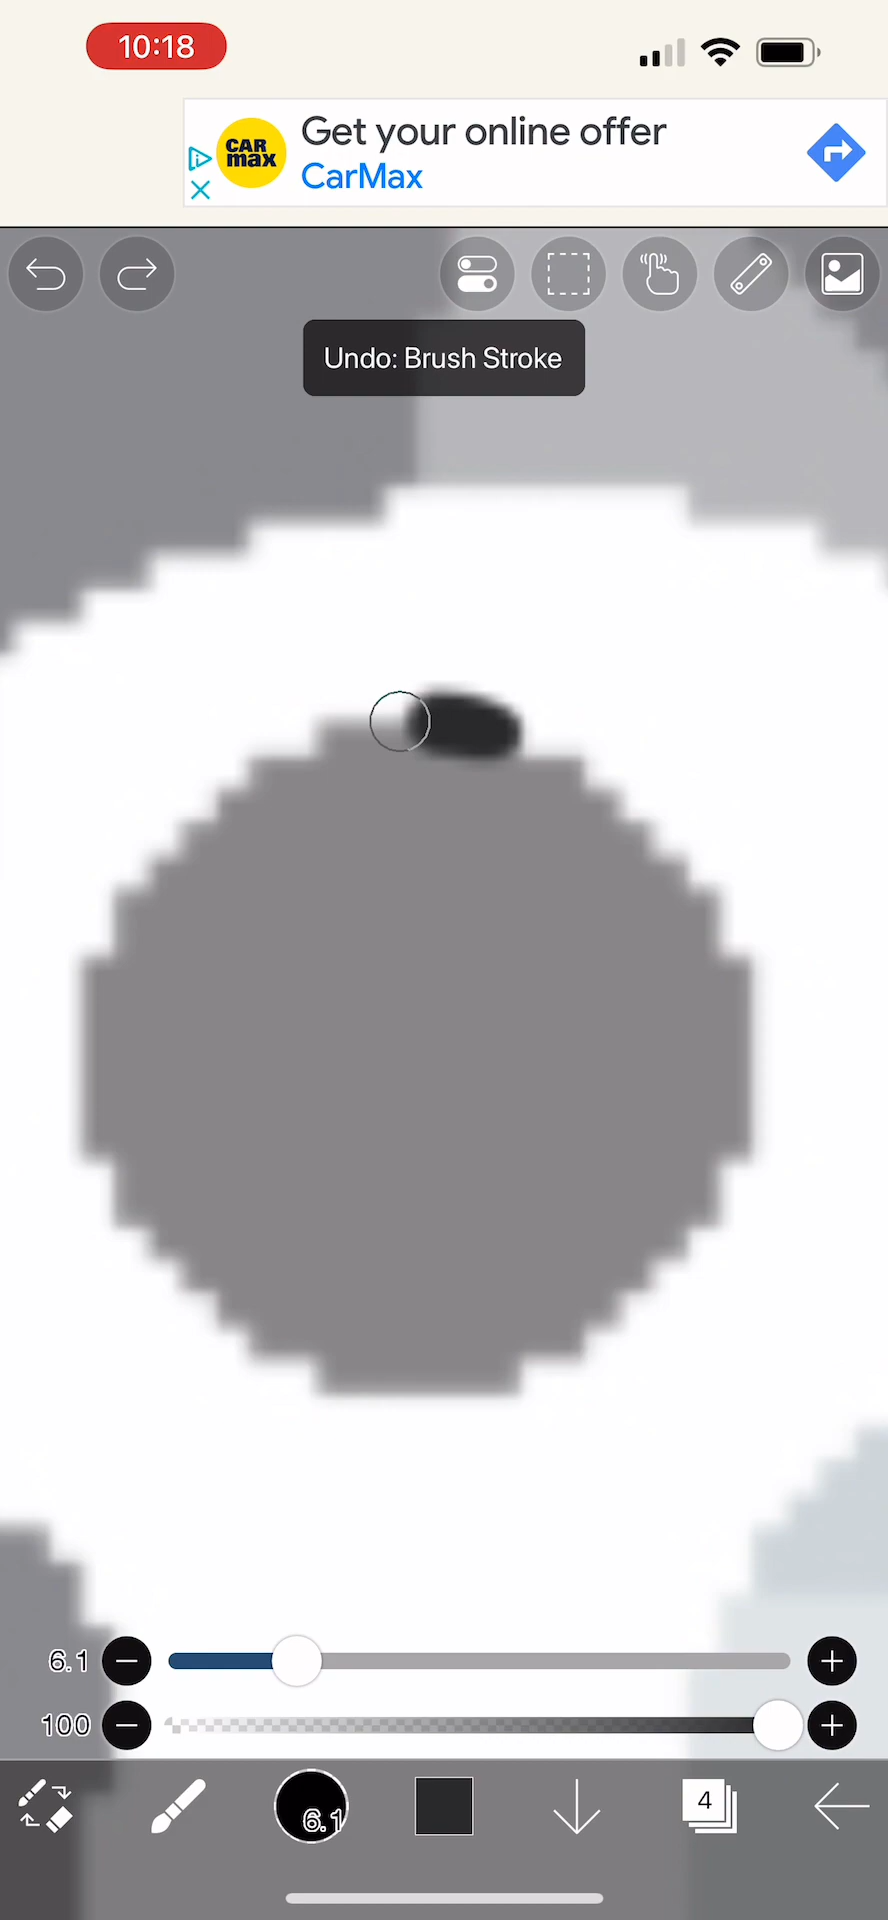 10:18
CAR
max
Get your online offer
CarMax
Undo: Brush Stroke
6.1
100
6.1
4